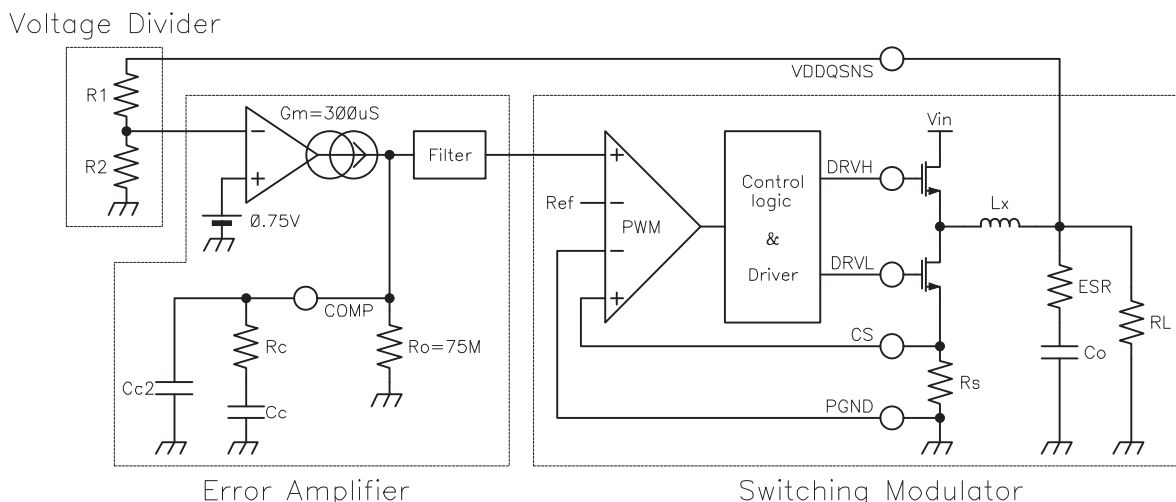 Voltage Divider
VDDQSNS
R1
R2
Gm=300uS
0.75V
Filter
COMP
Rc
Ro=75M
Cc2
Cc
Error Amplifier
+
Ref
−
PWM
+
−
+
−
+
Control
logic
&
Driver
Vin
DRVH
DRVL
Lx
CS
PGND
Rs
ESR
Co
RL
Switching Modulator